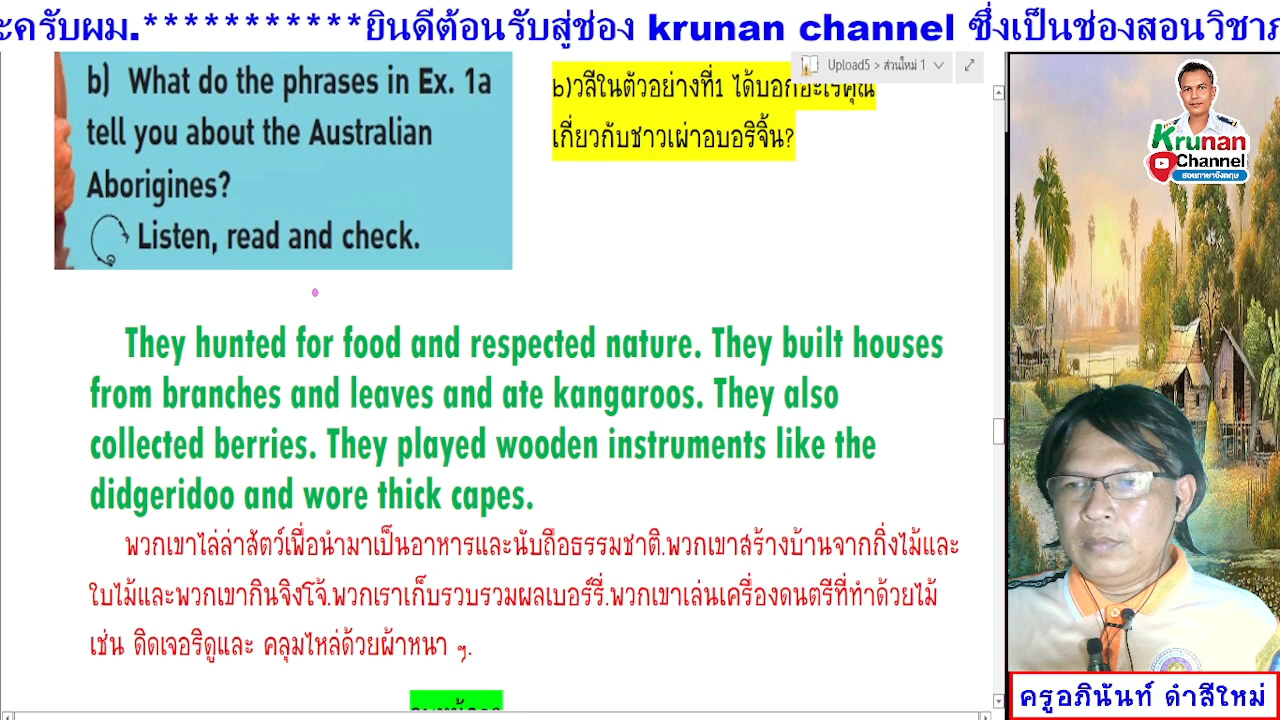 ะครับผม.***********ยินดีต้อนรับสู่ช่อง krunan channel ซึ่งเป็นช่องสอนวิชาภ
b) What do the phrases in Ex. 1a
tell you about the Australian
Aborigines?
Listen, read and check.
Upload5 > ส่วนใหม่ 1
b)วลีในตัวอย่างที่1 ได้บอกอะไรคุณ
เกี่ยวกับชาวเผ่าอบอริจิ้น?
Krunan
Channel
สอนภาษาอังกฤษ
They hunted for food and respected nature. They built houses
from branches and leaves and ate kangaroos. They also
collected berries. They played wooden instruments like the
didgeridoo and wore thick capes.
พวกเขาไล่ล่าสัตว์เพื่อนำมาเป็นอาหารและนับถือธรรมชาติ.พวกเขาสร้างบ้านจากกิ่งไม้และ
ใบไม้และพวกเขากินจิงโจ้.พวกเราเก็บรวบรวมผลเบอร์รี่.พวกเขาเล่นเครื่องดนตรีที่ทำด้วยไม้
เช่น ดิดเจอริดูและ คลุมไหล่ด้วยผ้าหนา ๆ.
ครูอภินันท์ ดำสีใหม่